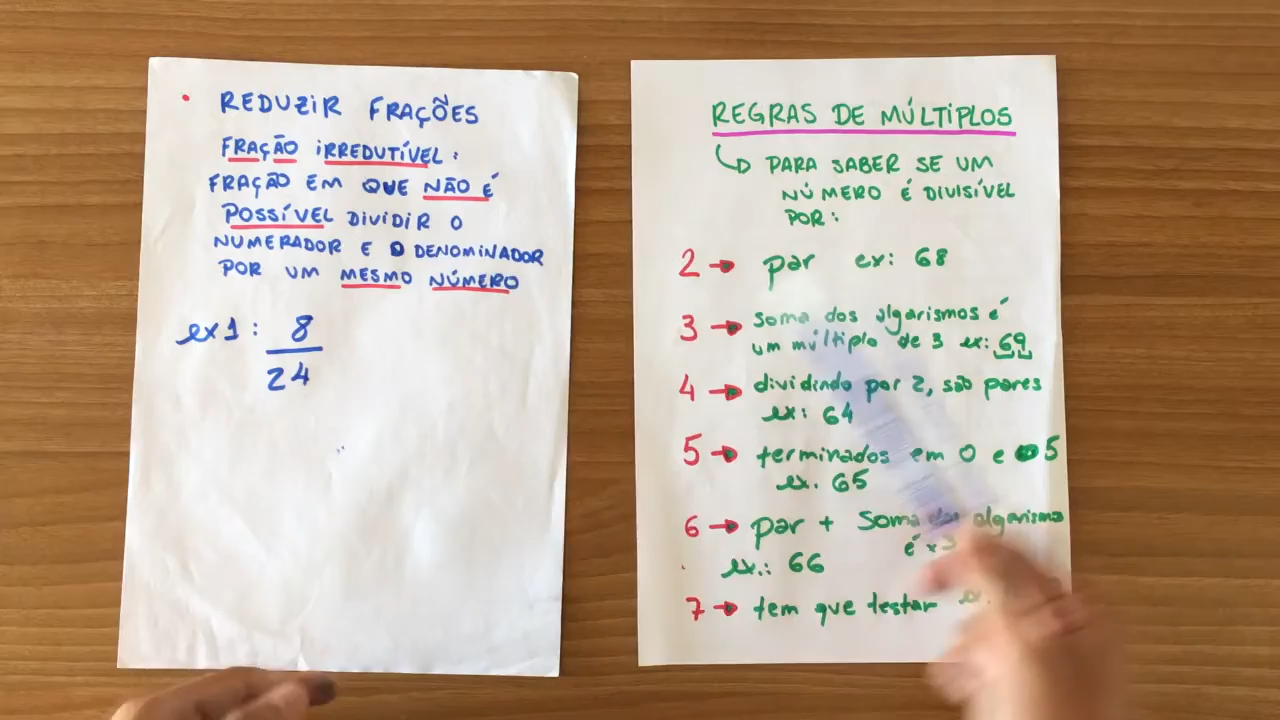 • REDUZIR FRAÇÕES
FRAÇÃO IRREDUTÍVEL:
FRAÇÃO EM QUE NÃO É
POSSÍVEL DIVIDIR O
NUMERADOR E O DENOMINADOR
POR UM MESMO NÚMERO
ex1: 8
24
REGRAS DE MÚLTIPLOS
↳ PARA SABER SE UM
NÚMERO É DIVISÍVEL
POR:
2 → par ex: 68
3 → soma dos algarismos é
um múltiplo de 3 ex: 69
4 → dividindo por 2, são pares
ex: 64
5 → terminados em 0 e 5
ex. 65
6 → par + soma dos algarismo
é x3
ex.: 66
7 → tem que testar